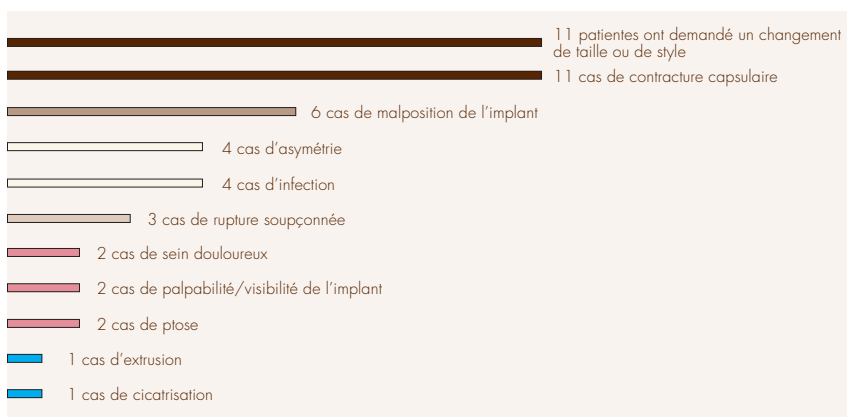 11 patientes ont demandé un changement
de taille ou de style
11 cas de contracture capsulaire
6 cas de malposition de l'implant
4 cas d'asymétrie
4 cas d'infection
3 cas de rupture soupçonnée
2 cas de sein douloureux
2 cas de palpabilité/visibilité de l'implant
2 cas de ptose
1 cas d'extrusion
1 cas de cicatrisation